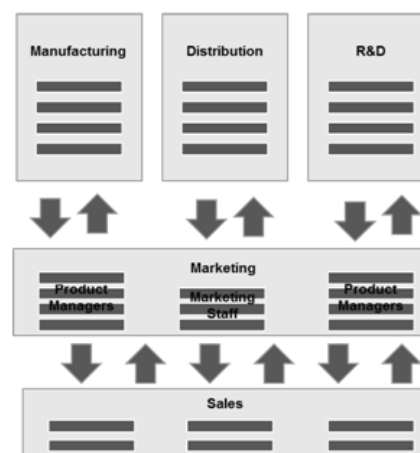 Manufacturing
Distribution
R&D
Marketing
Product
Managers
Marketing
Staff
Product
Managers
Sales